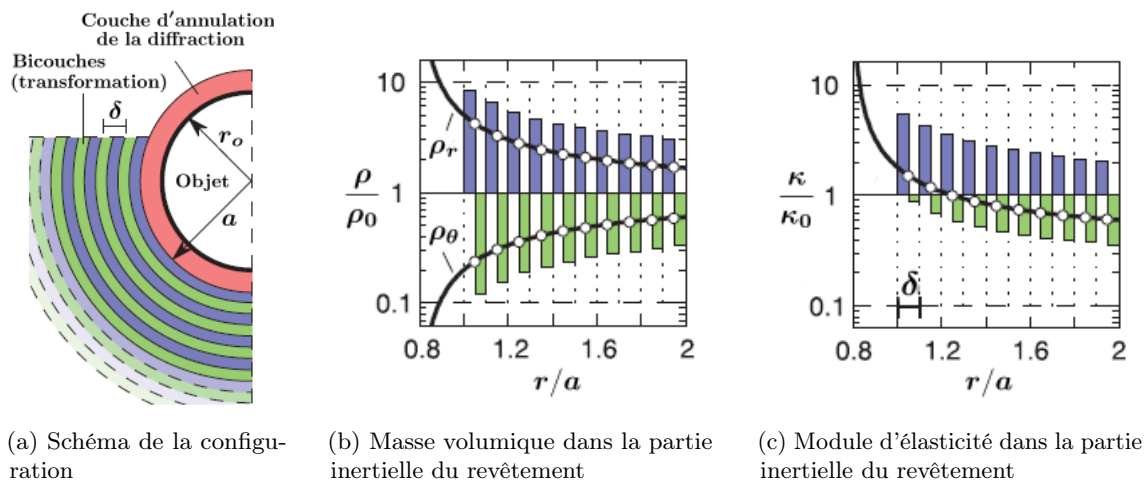 Couche d'annulation
de la diffraction
Bicouches
(transformation)
δ
r_o
Objet
a
ρ/ρ_0
10
1
0.1
ρ_r
ρ_θ
0.8 1.2 1.6 2
r/a
κ/κ_0
10
1
0.1
δ
0.8 1.2 1.6 2
r/a
(a) Schéma de la configu-
ration
(b) Masse volumique dans la partie
inertielle du revêtement
(c) Module d'élasticité dans la partie
inertielle du revêtement